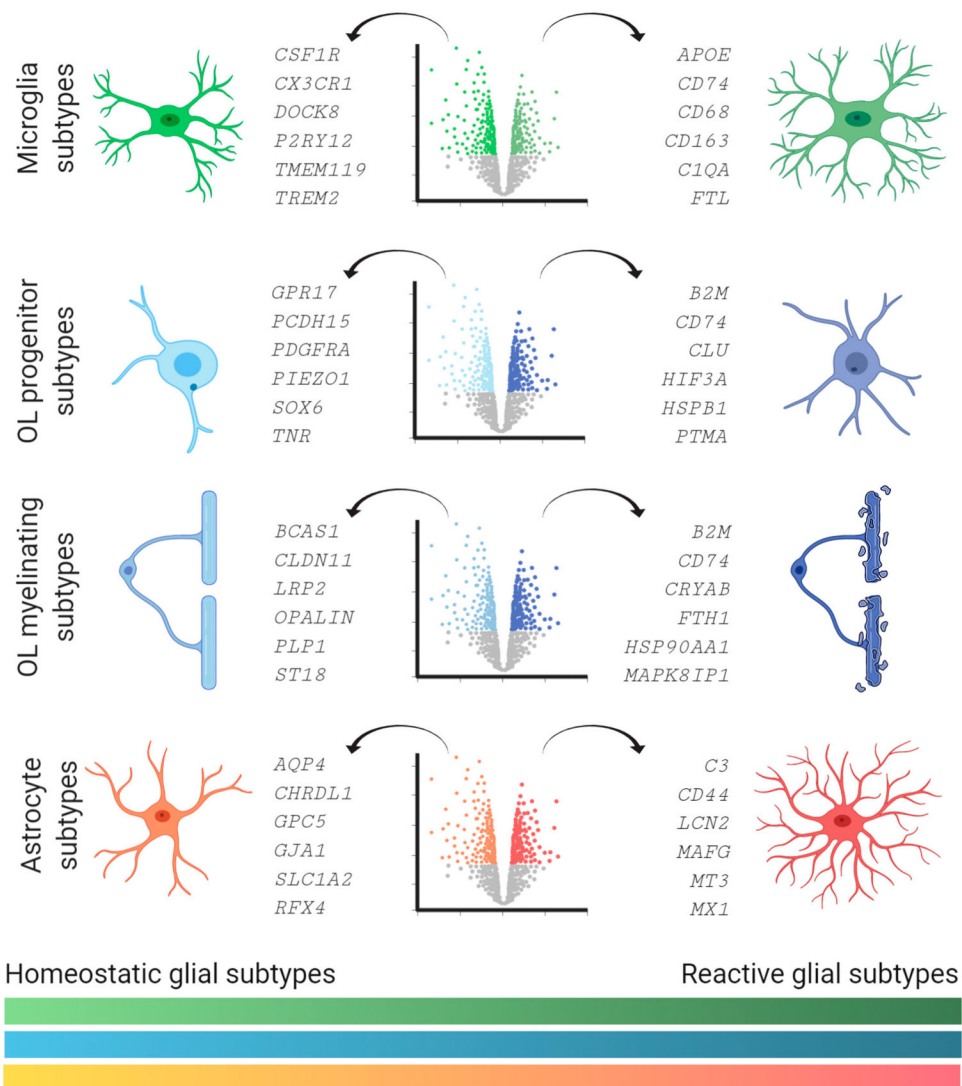 Microglia
subtypes
CSF1R
CX3CR1
DOCK8
P2RY12
TMEM119
TREM2
APOE
CD74
CD68
CD163
C1QA
FTL
OL progenitor
subtypes
GPR17
PCDH15
PDGFRA
PIEZO1
SOX6
TNR
B2M
CD74
CLU
HIF3A
HSPB1
PTMA
OL myelinating
subtypes
BCAS1
CLDN11
LRP2
OPALIN
PLP1
ST18
B2M
CD74
CRYAB
FTH1
HSP90AA1
MAPK8IP1
Astrocyte
subtypes
AQP4
CHRDL1
GPC5
GJA1
SLC1A2
RFX4
C3
CD44
LCN2
MAFG
MT3
MX1
Homeostatic glial subtypes
Reactive glial subtypes